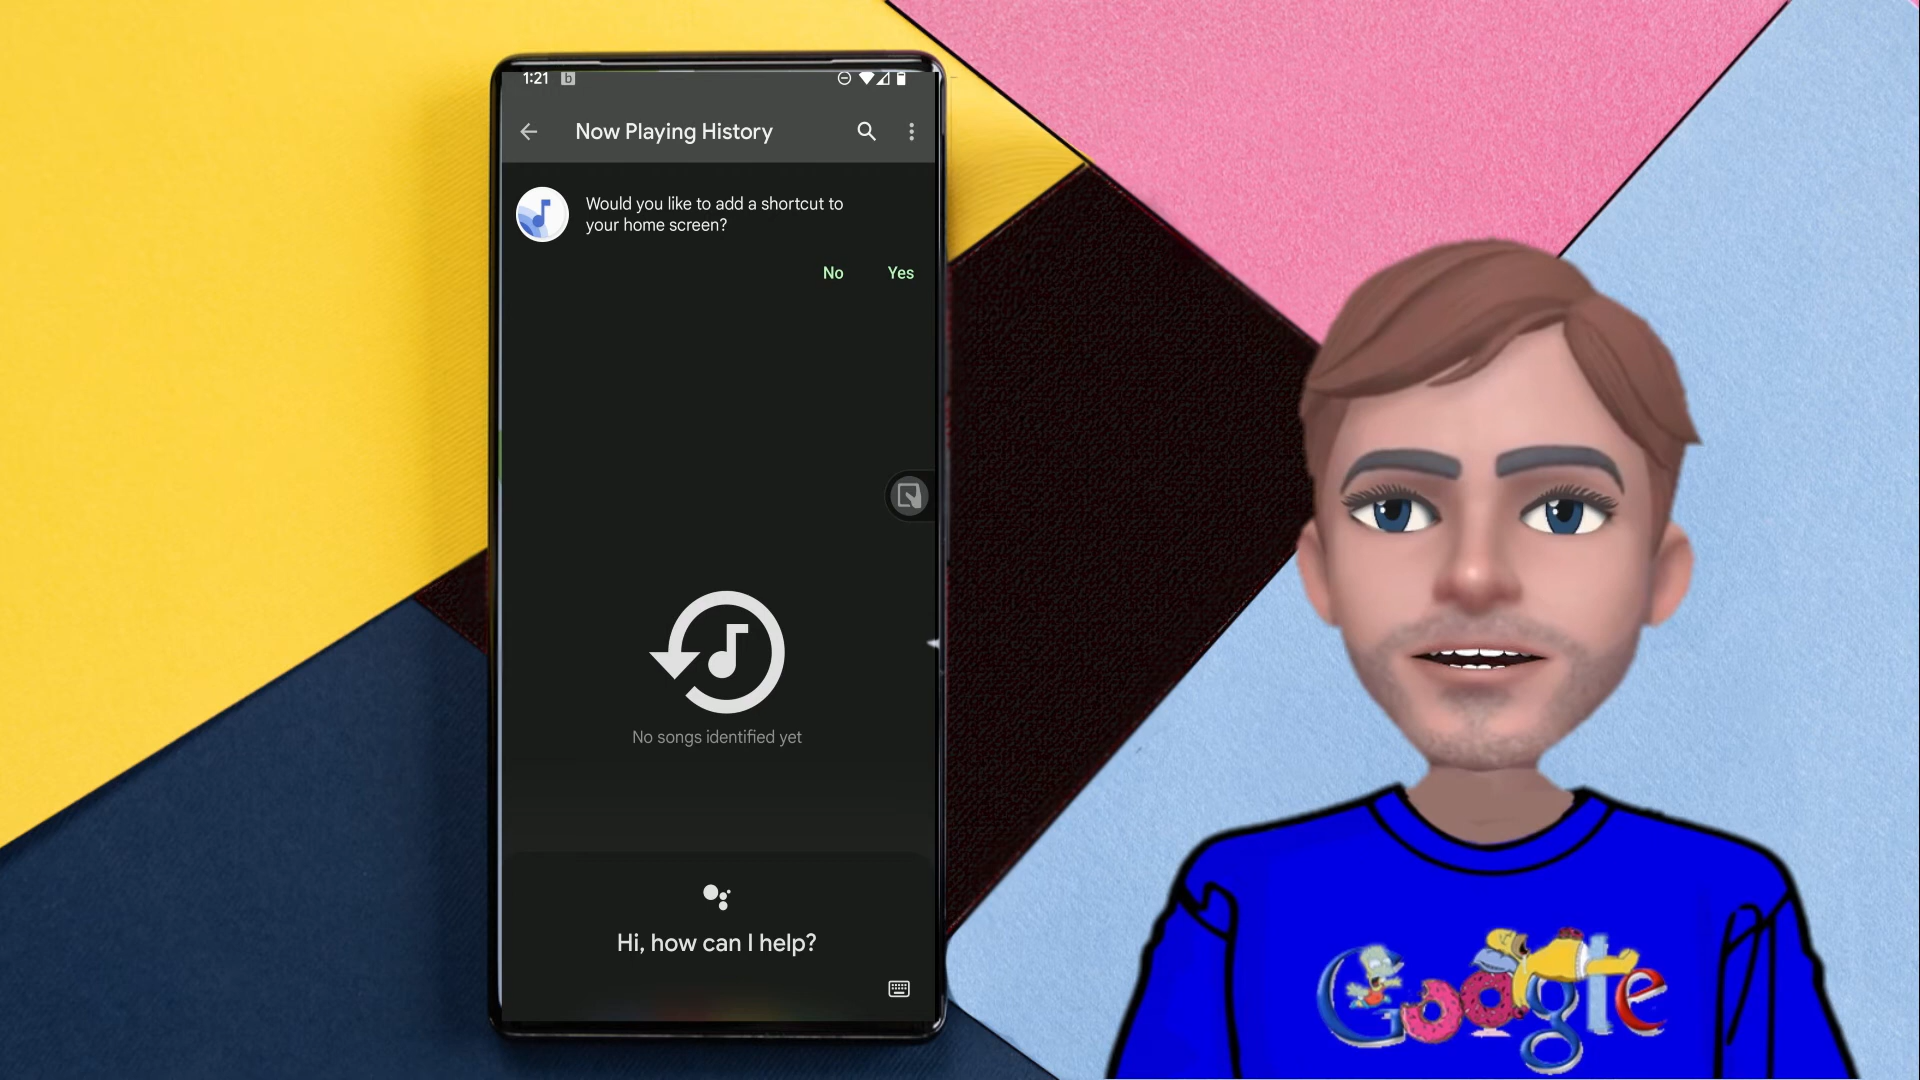 1:21
Now Playing History
Would you like to add a shortcut to
your home screen?
No Yes
No songs identified yet
Hi, how can I help?
Google